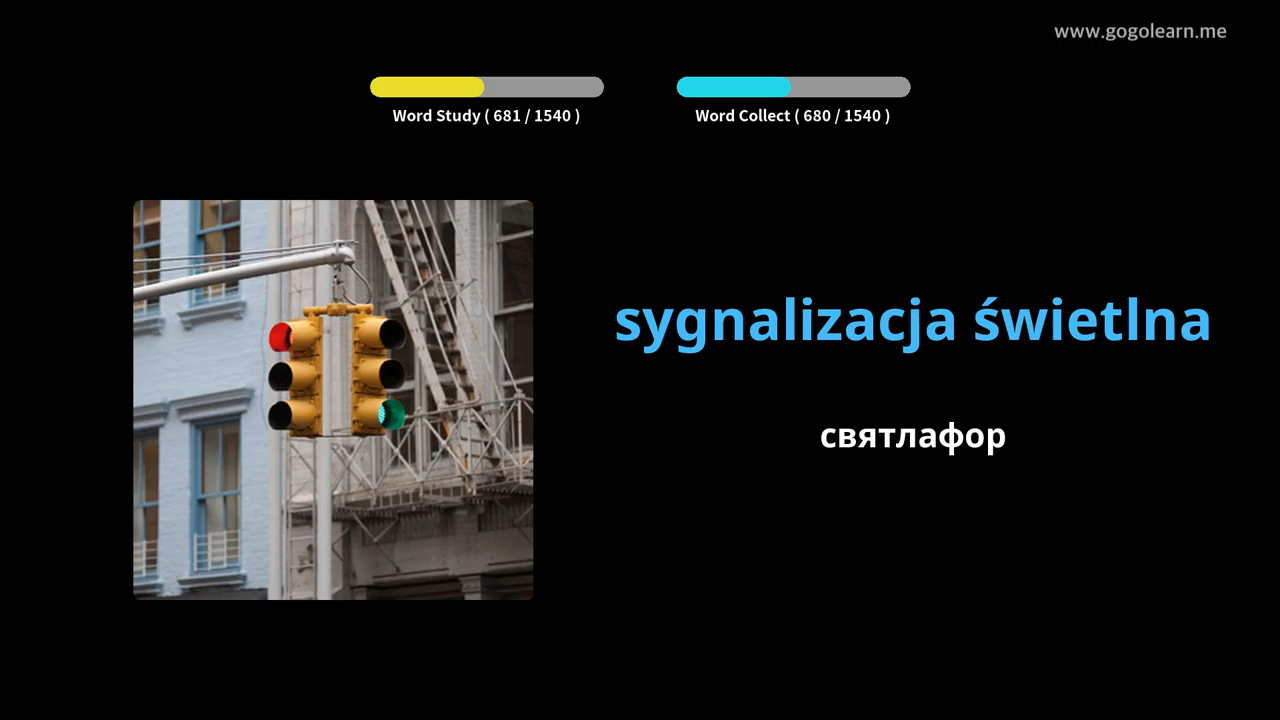 www.gogolearn.me
Word Study ( 681 / 1540 )
Word Collect ( 680 / 1540 )
sygnalizacja świetlna
святлафор